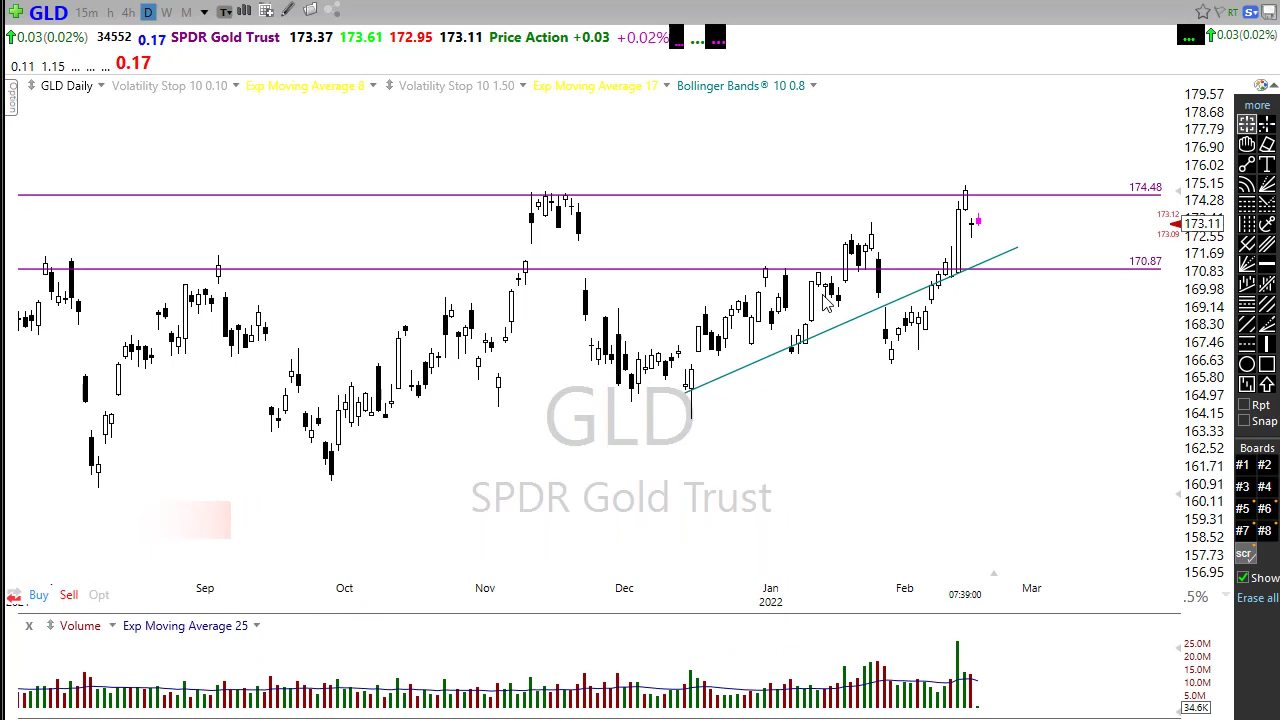 GLD 15m h 4h D W M T RT S
0.03(0.02%) 34552 0.17 SPDR Gold Trust 173.37 173.61 172.95 173.11 Price Action +0.03 +0.02% ... ... ... ... 0.03(0.02%)
0.11 1.15 ... ... ... 0.17
Option
GLD Daily Volatility Stop 10 0.10 Exp Moving Average 8 Volatility Stop 10 1.50 Exp Moving Average 17 Bollinger Bands® 10 0.8
179.57
178.68
177.79
176.90
176.02
175.15
174.28
172.55
171.69
170.83
169.98
169.14
168.30
167.46
166.63
165.80
164.97
164.15
163.33
162.52
161.71
160.91
160.11
159.31
158.52
157.73
156.95
174.48
173.12
173.11
173.09
170.87
more
T
Rpt
Snap
Boards
#1 #2
#3 #4
#5 #6
#7 #8
scr
Show
Erase all
GLD
SPDR Gold Trust
Sep Oct Nov Dec Jan Feb Mar
2022 07:39:00
Buy Sell Opt
.5%
x Volume Exp Moving Average 25
25.0M
20.0M
15.0M
10.0M
5.0M
34.6K